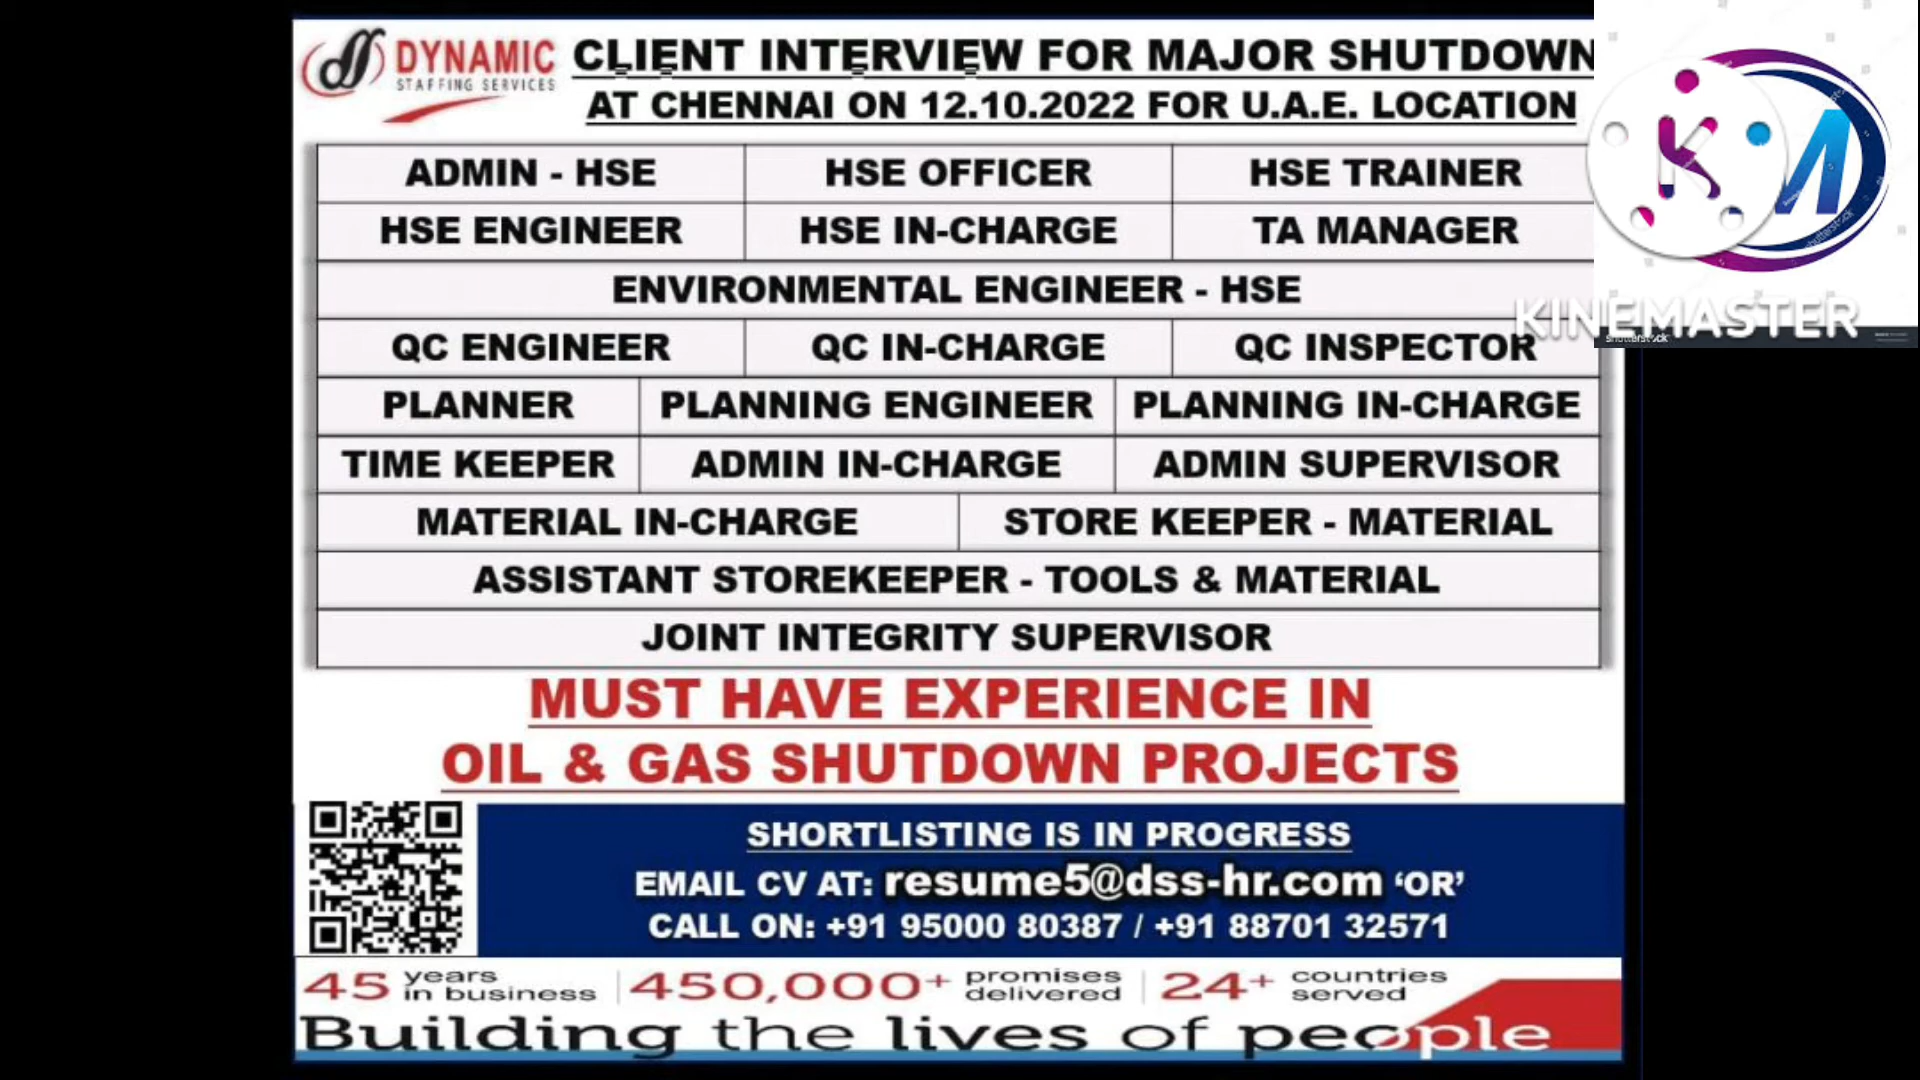 DYNAMIC
STAFFING SERVICES
CLIENT INTERVIEW FOR MAJOR SHUTDOWN
AT CHENNAI ON 12.10.2022 FOR U.A.E. LOCATION
ADMIN - HSE HSE OFFICER HSE TRAINER
HSE ENGINEER HSE IN-CHARGE TA MANAGER
ENVIRONMENTAL ENGINEER - HSE
QC ENGINEER QC IN-CHARGE QC INSPECTOR
PLANNER PLANNING ENGINEER PLANNING IN-CHARGE
TIME KEEPER ADMIN IN-CHARGE ADMIN SUPERVISOR
MATERIAL IN-CHARGE STORE KEEPER - MATERIAL
ASSISTANT STOREKEEPER - TOOLS & MATERIAL
JOINT INTEGRITY SUPERVISOR
MUST HAVE EXPERIENCE IN
OIL & GAS SHUTDOWN PROJECTS
SHORTLISTING IS IN PROGRESS
EMAIL CV AT: resume5@dss-hr.com 'OR'
CALL ON: +91 95000 80387 / +91 88701 32571
45 years in business 450,000+ promises delivered 24+ countries served
Building the lives of people
K M
KINEMASTER
shutterstock